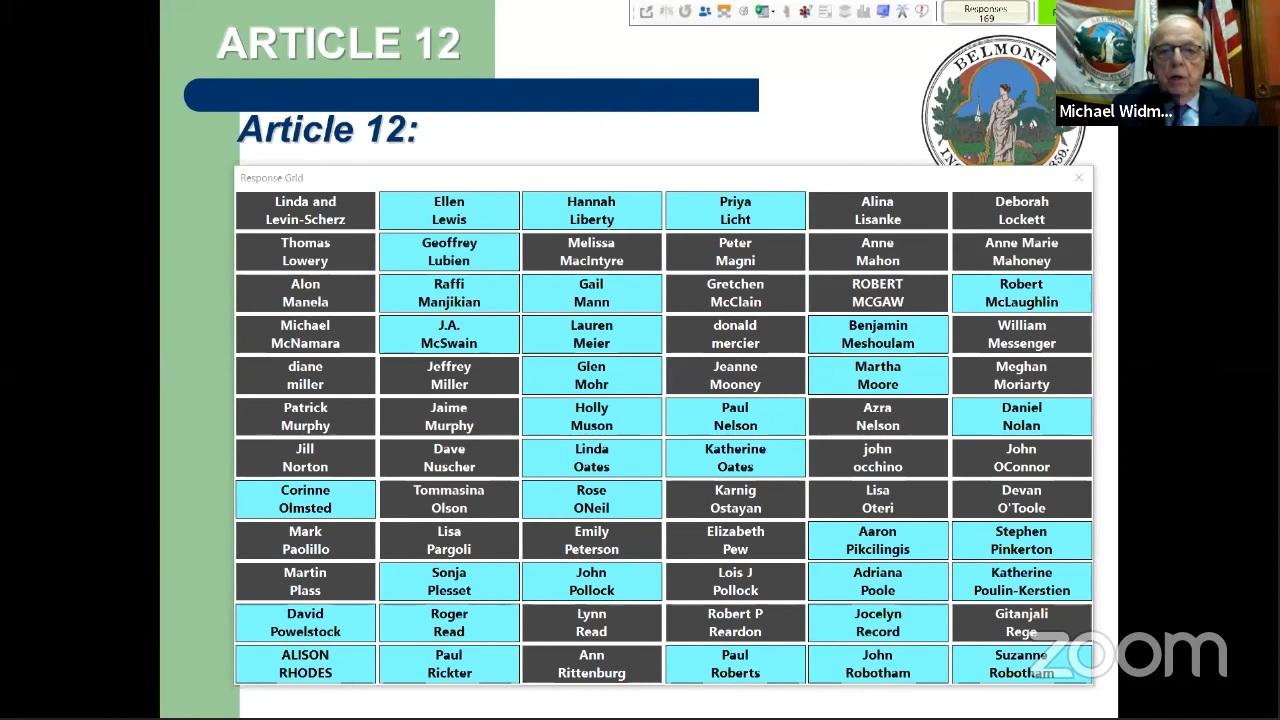 ARTICLE 12
Responses
169
BELMONT
Michael Widm...
Article 12:
1859.
Response Grid
Linda and Levin-Scherz
Ellen Lewis
Hannah Liberty
Priya Licht
Alina Lisanke
Deborah Lockett
Thomas Lowery
Geoffrey Lubien
Melissa MacIntyre
Peter Magni
Anne Mahon
Anne Marie Mahoney
Alon Manela
Raffi Manjikian
Gail Mann
Gretchen McClain
ROBERT MCGAW
Robert McLaughlin
Michael McNamara
J.A. McSwain
Lauren Meier
donald mercier
Benjamin Meshoulam
William Messenger
diane miller
Jeffrey Miller
Glen Mohr
Jeanne Mooney
Martha Moore
Meghan Moriarty
Patrick Murphy
Jaime Murphy
Holly Muson
Paul Nelson
Azra Nelson
Daniel Nolan
Jill Norton
Dave Nuscher
Linda Oates
Katherine Oates
john occhino
John OConnor
Corinne Olmsted
Tommasina Olson
Rose ONeil
Karnig Ostayan
Lisa Oteri
Devan O'Toole
Mark Paolillo
Lisa Pargoli
Emily Peterson
Elizabeth Pew
Aaron Pikcilingis
Stephen Pinkerton
Martin Plass
Sonja Plesset
John Pollock
Lois J Pollock
Adriana Poole
Katherine Poulin-Kerstien
David Powelstock
Roger Read
Lynn Read
Robert P Reardon
Jocelyn Record
Gitanjali Rege
ALISON RHODES
Paul Rickter
Ann Rittenburg
Paul Roberts
John Robotham
Suzanne Robotham
zoom